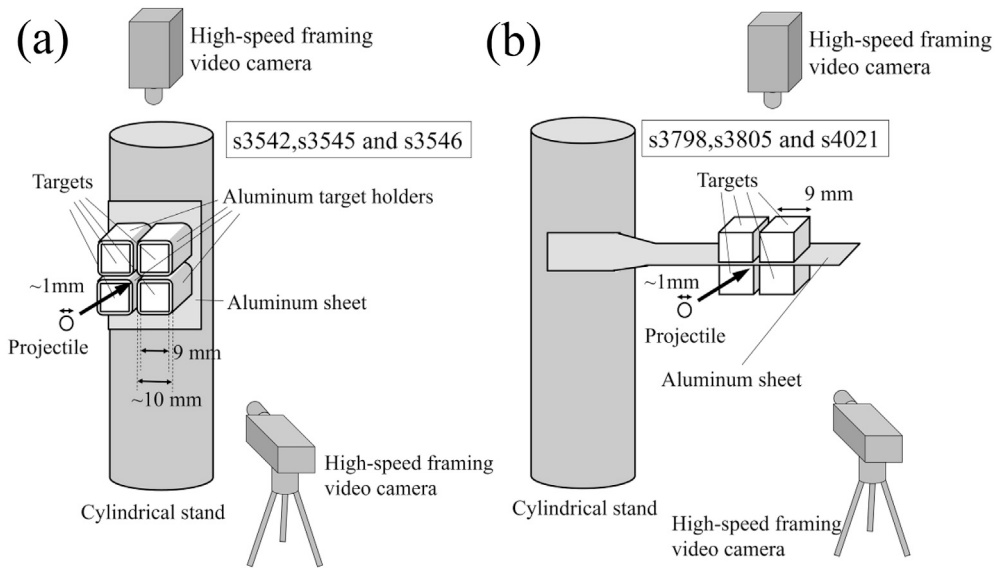 (a)
High-speed framing
video camera
s3542,s3545 and s3546
Targets
Aluminum target holders
~1mm
Aluminum sheet
Projectile
9 mm
~10 mm
High-speed framing
video camera
Cylindrical stand
(b)
High-speed framing
video camera
s3798,s3805 and s4021
Targets
9 mm
~1mm
Projectile
Aluminum sheet
Cylindrical stand
High-speed framing
video camera